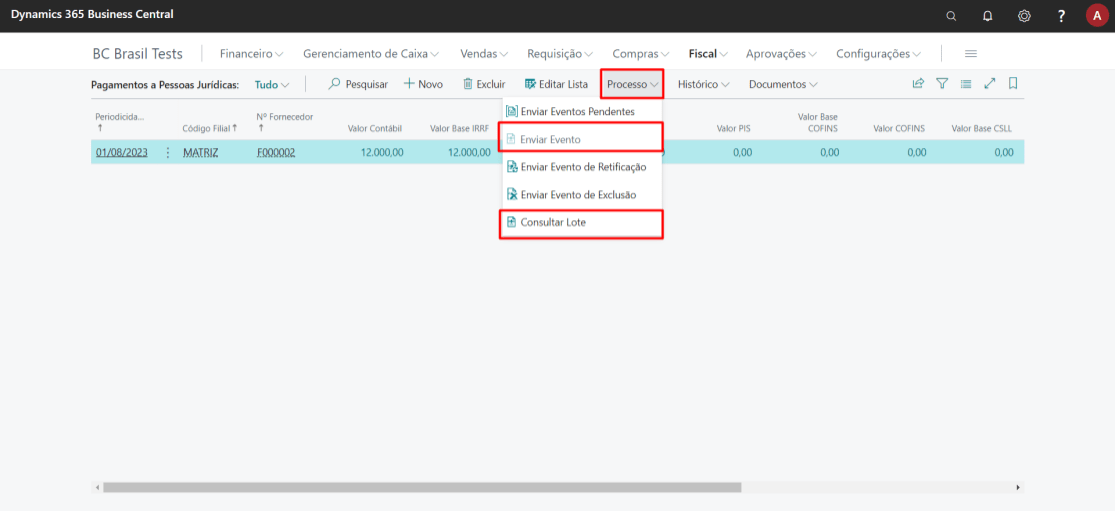 Dynamics 365 Business Central
?
A
BC Brasil Tests
Financeiro
Gerenciamento de Caixa
Vendas
Requisição
Compras
Fiscal
Aprovações
Configurações
Pagamentos a Pessoas Jurídicas:
Tudo
Pesquisar
Novo
Excluir
Editar Lista
Processo
Histórico
Documentos
Enviar Eventos Pendentes
Enviar Evento
Enviar Evento de Retificação
Enviar Evento de Exclusão
Consultar Lote
Periodicida... ↑
Código Filial ↑
Nº Fornecedor ↑
Valor Contábil
Valor Base IRRF
Valor PIS
Valor Base COFINS
Valor COFINS
Valor Base CSLL
01/08/2023
MATRIZ
F000002
12.000,00
12.000,00
0,00
0,00
0,00
0,00